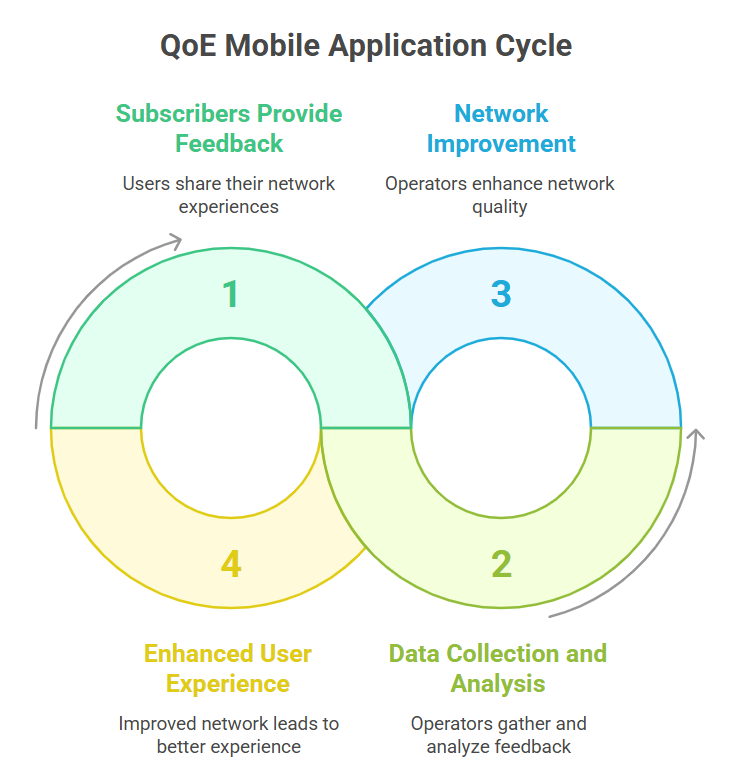 QoE Mobile Application Cycle
Subscribers Provide
Feedback
Users share their network
experiences
Network
Improvement
Operators enhance network
quality
1
3
4
2
Enhanced User
Experience
Improved network leads to
better experience
Data Collection and
Analysis
Operators gather and
analyze feedback